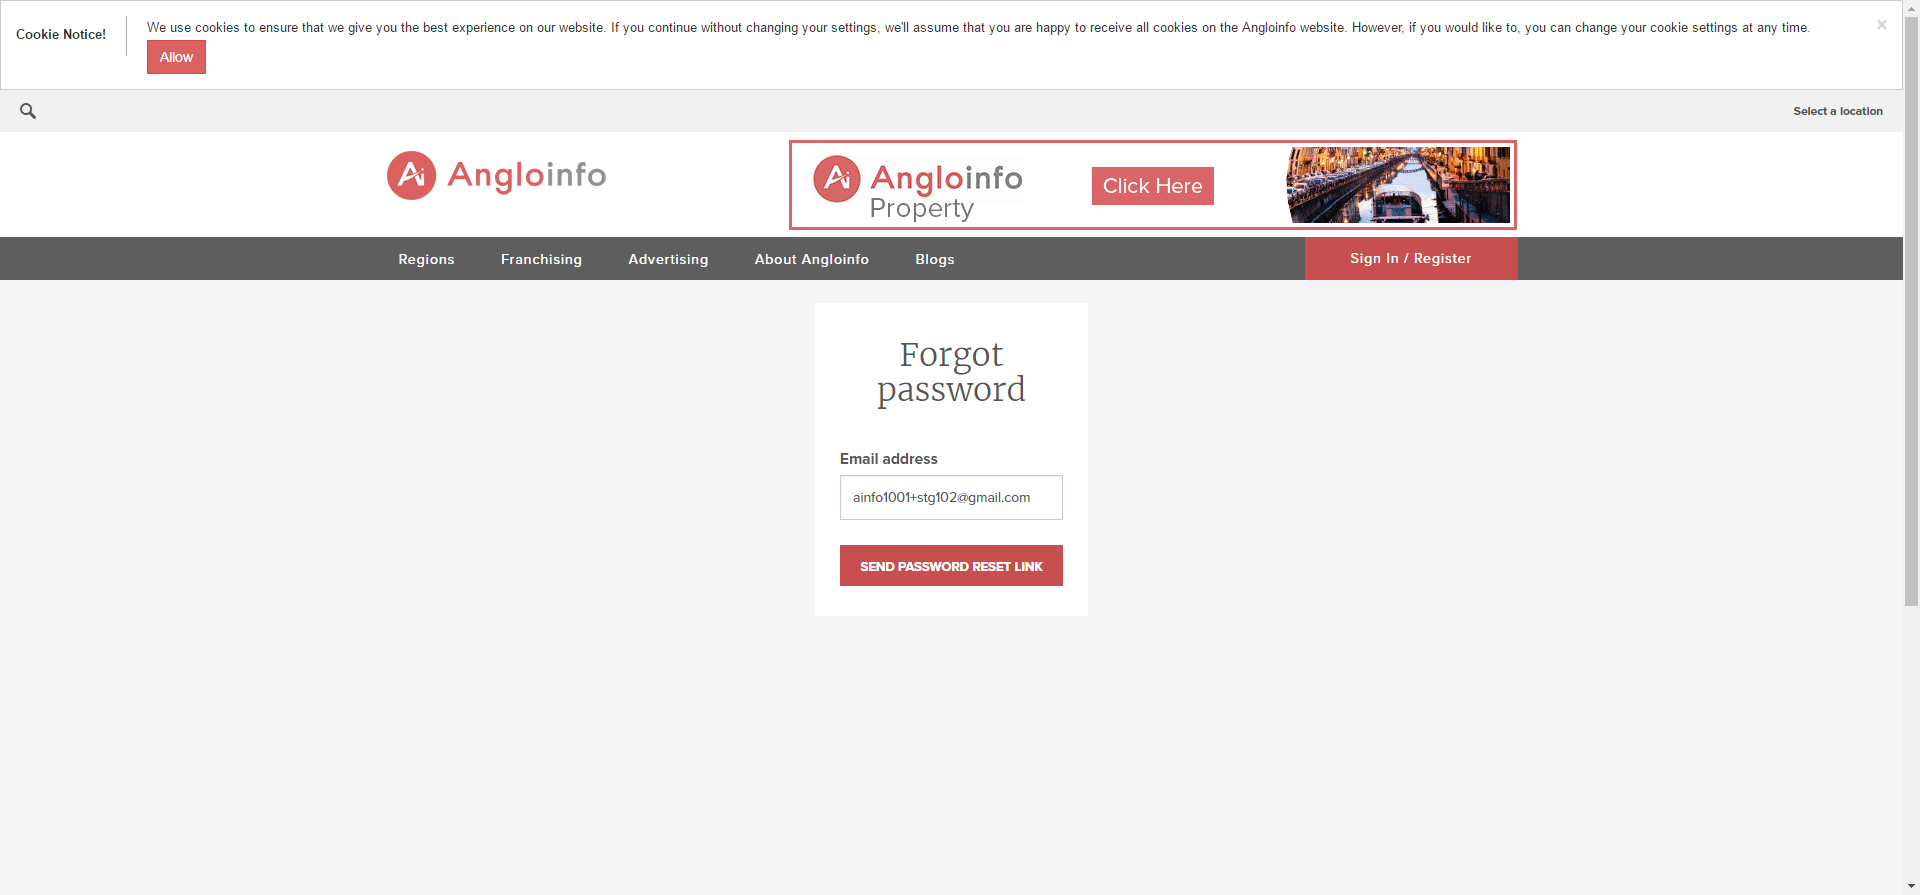 Cookie Notice!
We use cookies to ensure that we give you the best experience on our website. If you continue without changing your settings, we'll assume that you are happy to receive all cookies on the Angloinfo website. However, if you would like to, you can change your cookie settings at any time.
×
Allow
Select a location
Ai Angloinfo
Ai Angloinfo
Property
Click Here
Regions Franchising Advertising About Angloinfo Blogs Sign In / Register
Forgot
password
Email address
ainfo1001+stg102@gmail.com
SEND PASSWORD RESET LINK